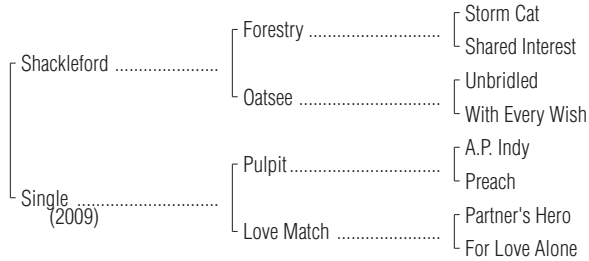 Storm Cat
Forestry
Shared Interest
Shackleford
Unbridled
Oatsee
With Every Wish
A.P. Indy
Pulpit
Preach
Single
(2009)
Partner's Hero
Love Match
For Love Alone